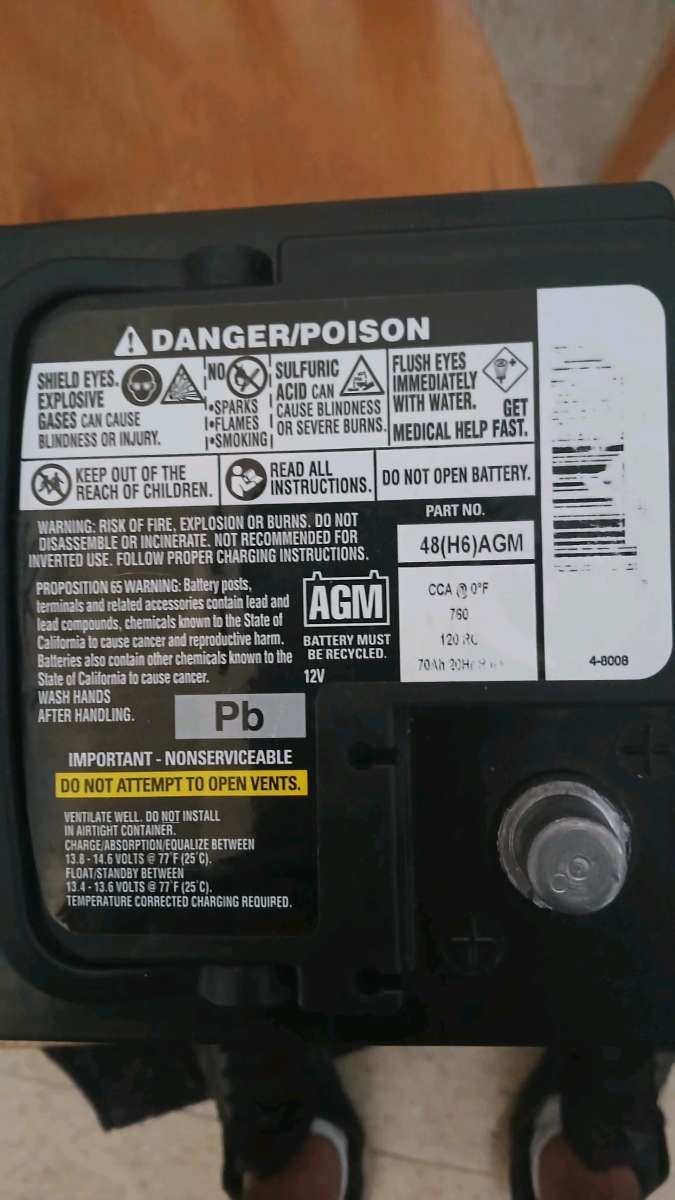 DANGER/POISON
SHIELD EYES.
EXPLOSIVE
GASES CAN CAUSE
BLINDNESS OR INJURY.
NO
•SPARKS
•FLAMES
•SMOKING
SULFURIC
ACID CAN
CAUSE BLINDNESS
OR SEVERE BURNS.
FLUSH EYES
IMMEDIATELY
WITH WATER.
GET
MEDICAL HELP FAST.
KEEP OUT OF THE
REACH OF CHILDREN.
READ ALL
INSTRUCTIONS.
DO NOT OPEN BATTERY.
WARNING: RISK OF FIRE, EXPLOSION OR BURNS. DO NOT
DISASSEMBLE OR INCINERATE. NOT RECOMMENDED FOR
INVERTED USE. FOLLOW PROPER CHARGING INSTRUCTIONS.
PROPOSITION 65 WARNING: Battery posts,
terminals and related accessories contain lead and
lead compounds, chemicals known to the State of
California to cause cancer and reproductive harm.
Batteries also contain other chemicals known to the
State of California to cause cancer.
WASH HANDS
AFTER HANDLING.
Pb
AGM
BATTERY MUST
BE RECYCLED.
12V
PART NO.
48(H6)AGM
CCA @ 0°F
760
120 RC
70Ah 20Hr
4-8008
IMPORTANT - NONSERVICEABLE
DO NOT ATTEMPT TO OPEN VENTS.
VENTILATE WELL. DO NOT INSTALL
IN AIRTIGHT CONTAINER.
CHARGE/ABSORPTION/EQUALIZE BETWEEN
13.8 - 14.6 VOLTS @ 77°F (25°C).
FLOAT/STANDBY BETWEEN
13.4 - 13.6 VOLTS @ 77°F (25°C).
TEMPERATURE CORRECTED CHARGING REQUIRED.